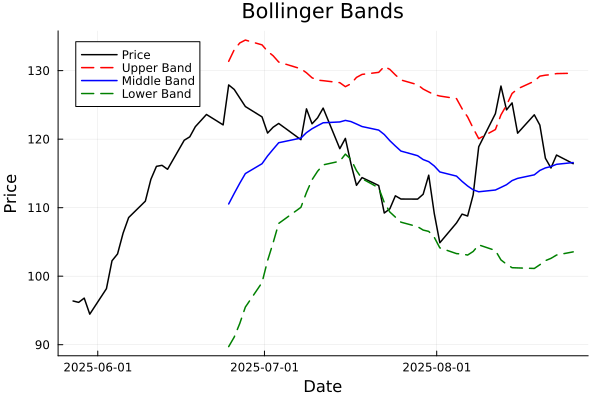 Bollinger Bands
Price
Upper Band
Middle Band
Lower Band
Price
130
120
110
100
90
2025-06-01
2025-07-01
2025-08-01
Date